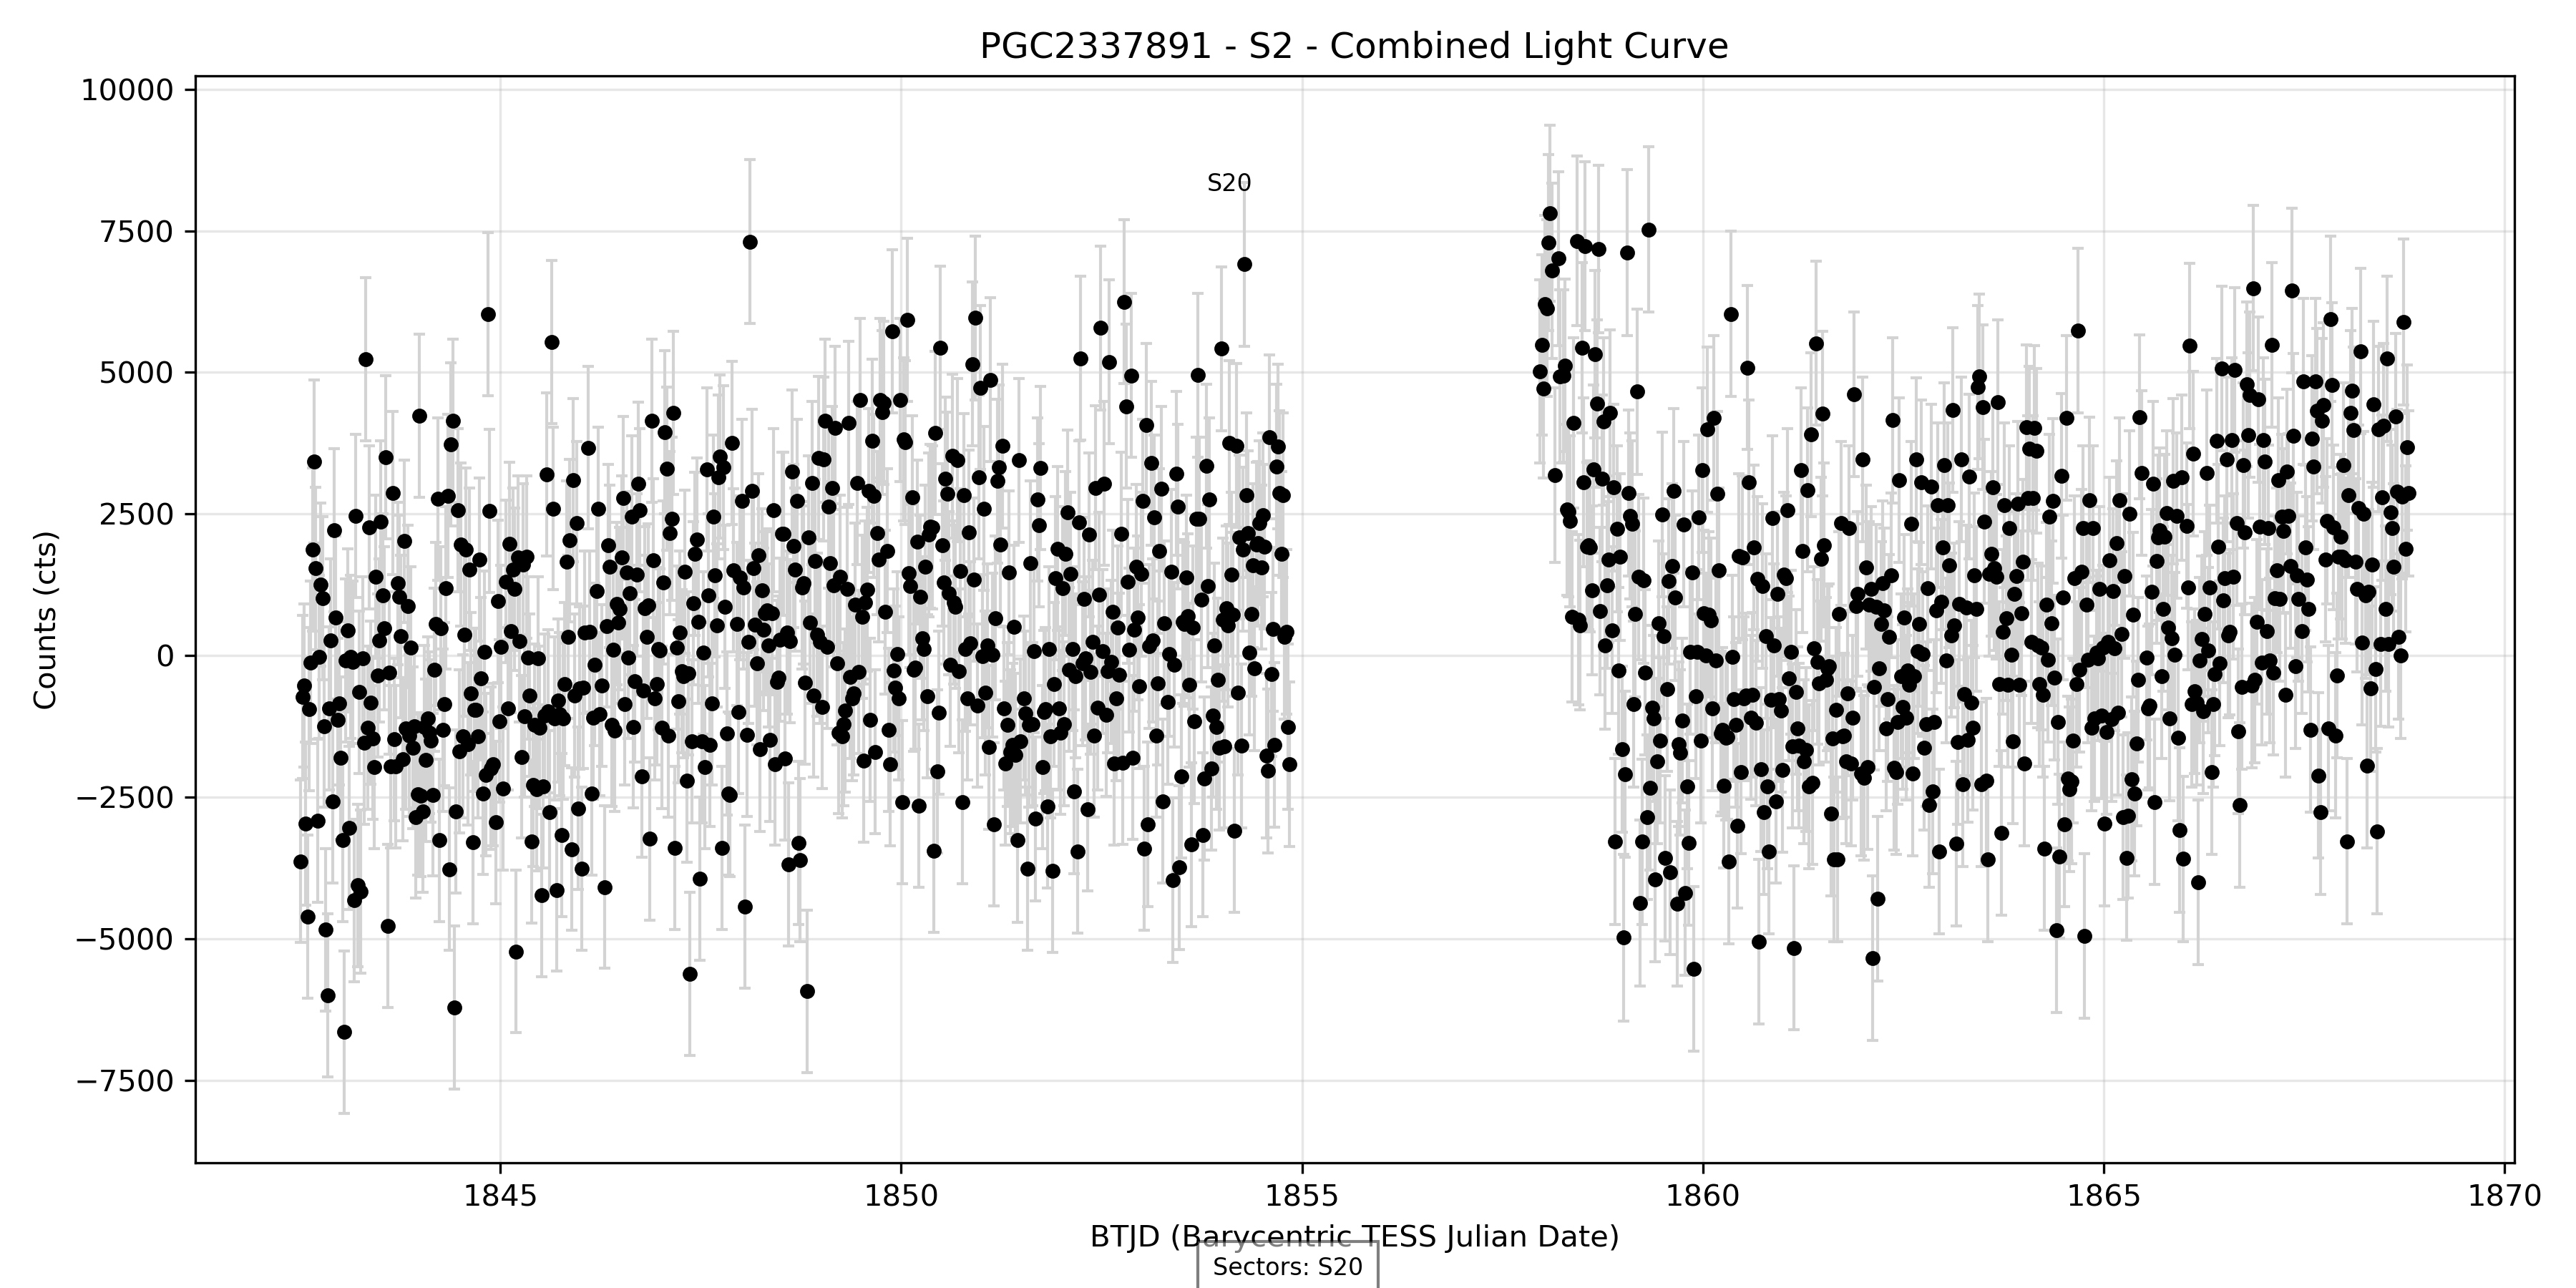 PGC2337891 - S2 - Combined Light Curve
10000
7500
5000
2500
0
−2500
−5000
−7500
Counts (cts)
S20
1845
1850
1855
1860
1865
1870
BTJD (Barycentric TESS Julian Date)
Sectors: S20